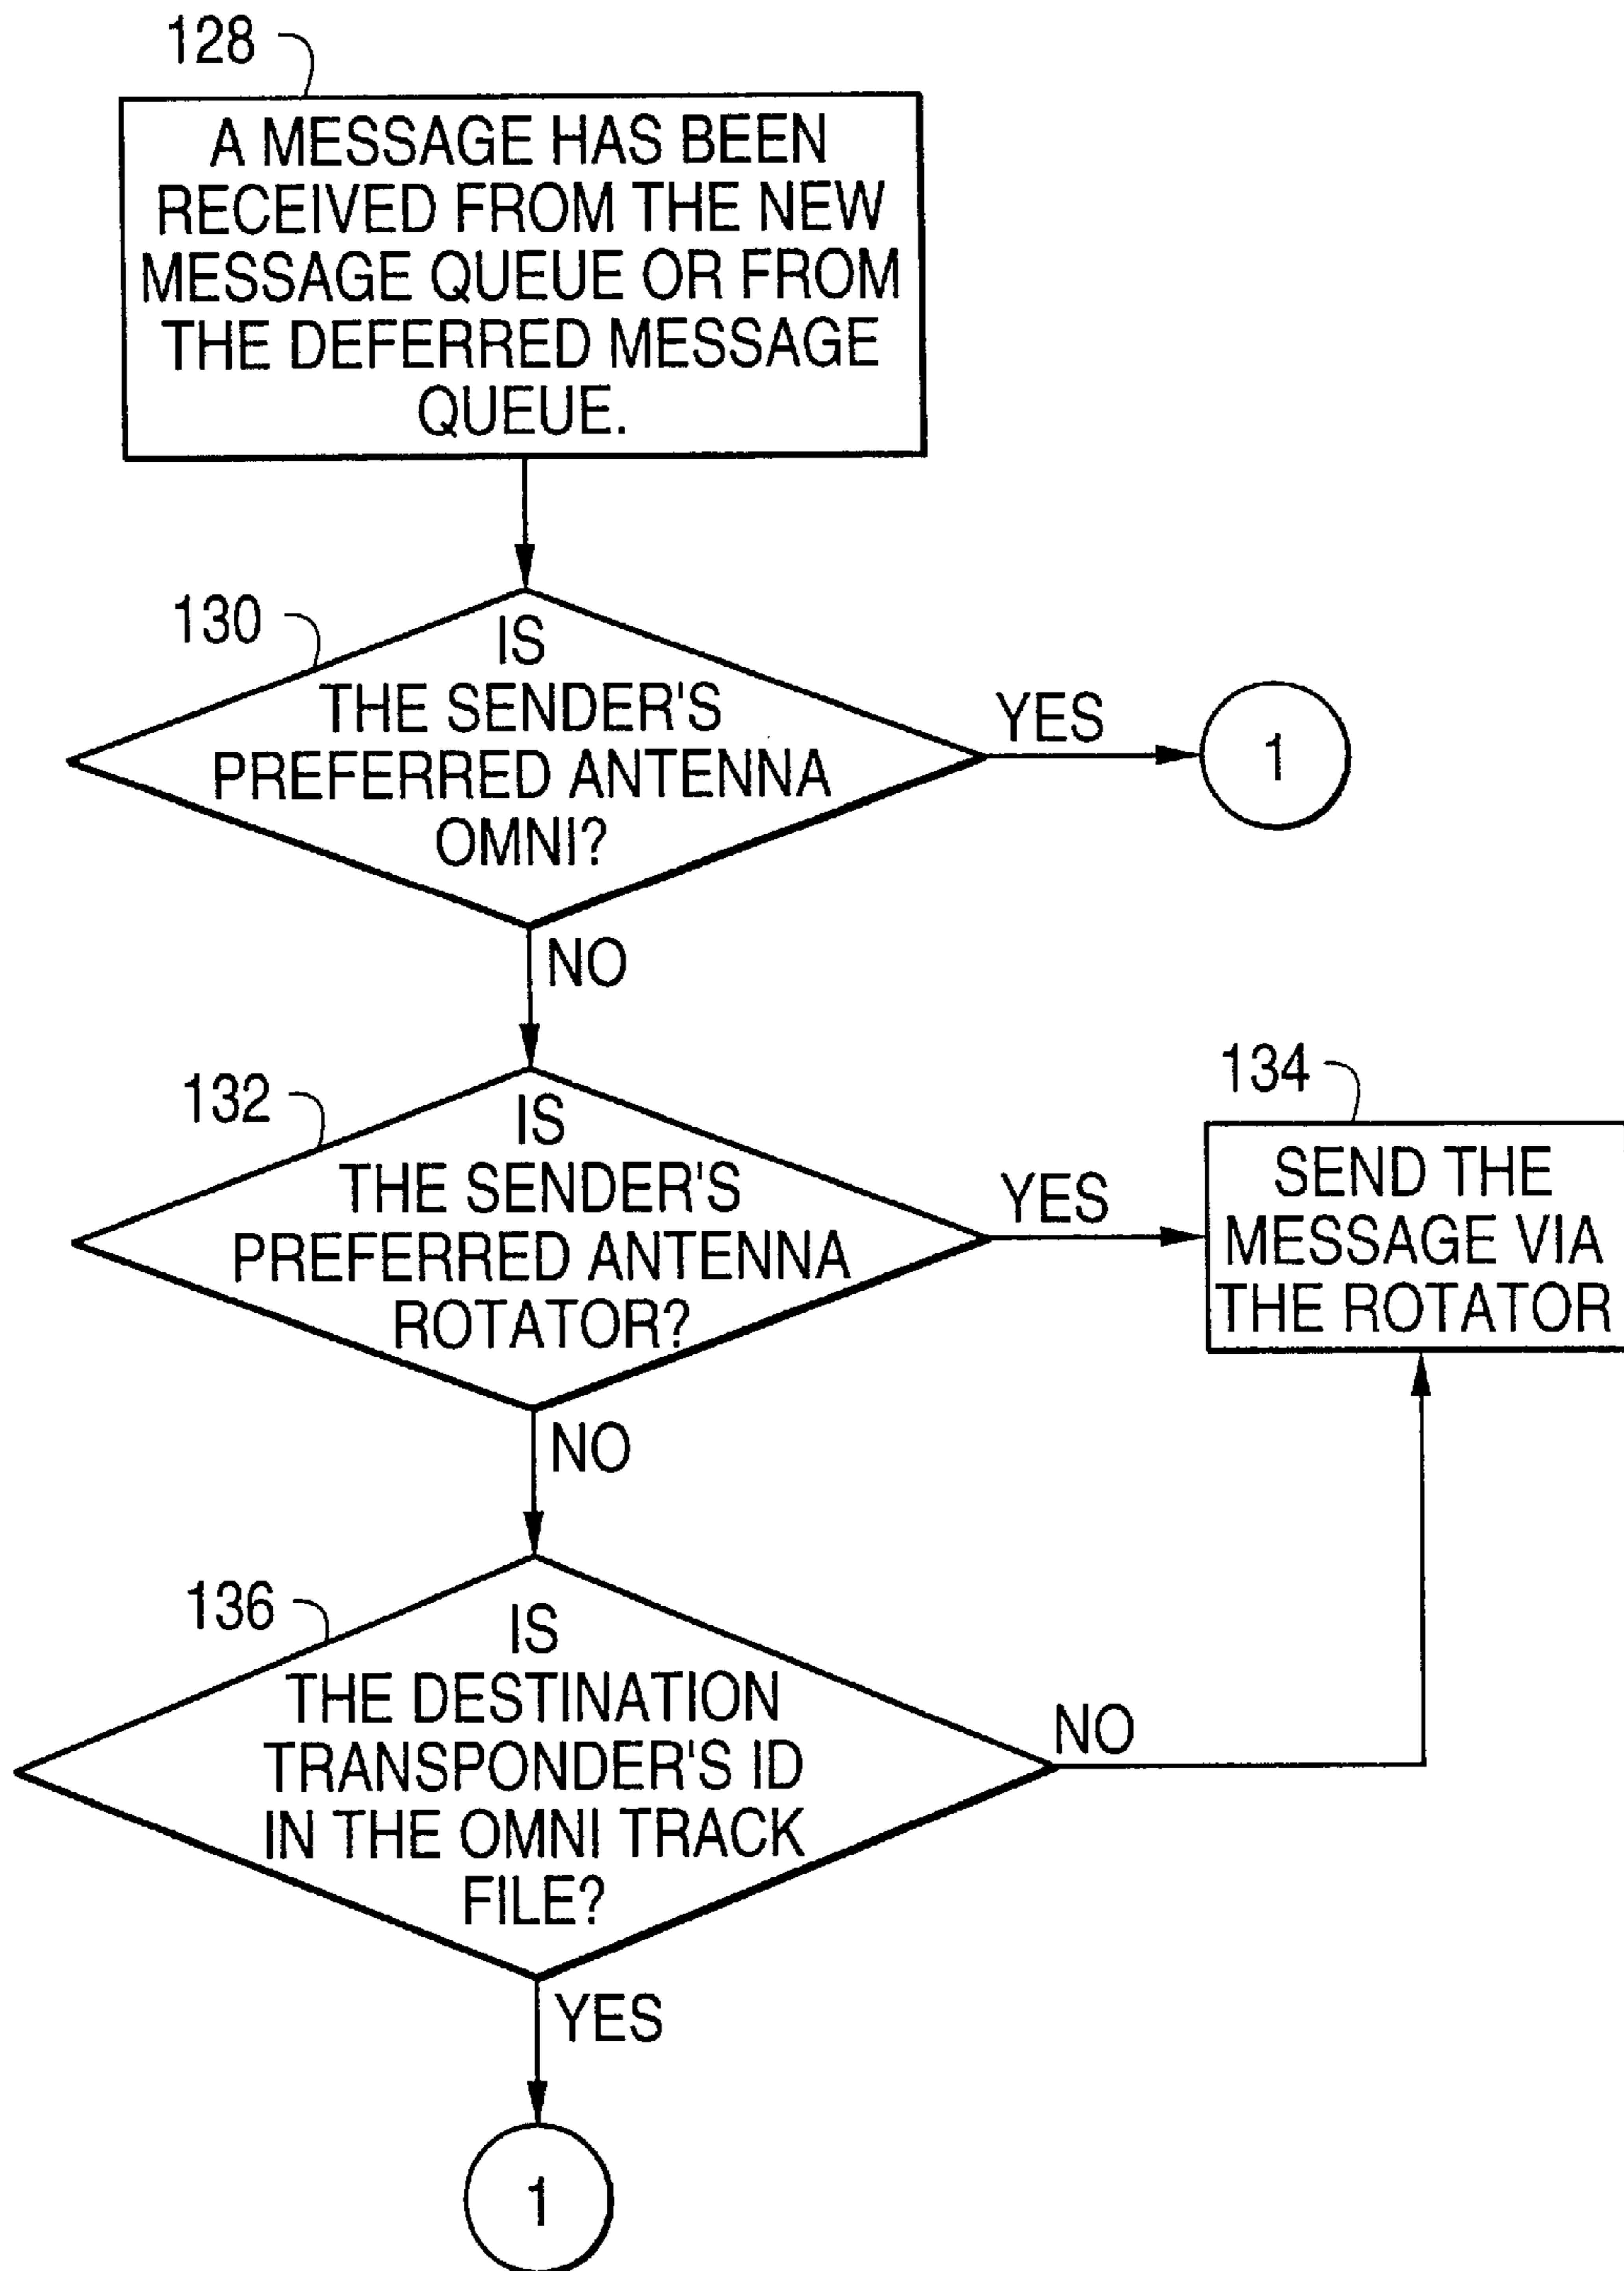 128
A MESSAGE HAS BEEN
RECEIVED FROM THE NEW
MESSAGE QUEUE OR FROM
THE DEFERRED MESSAGE
QUEUE.
130
IS
THE SENDER'S
PREFERRED ANTENNA
OMNI?
YES
1
NO
132
IS
THE SENDER'S
PREFERRED ANTENNA
ROTATOR?
YES
134
SEND THE
MESSAGE VIA
THE ROTATOR
NO
136
IS
THE DESTINATION
TRANSPONDER'S ID
IN THE OMNI TRACK
FILE?
NO
YES
1